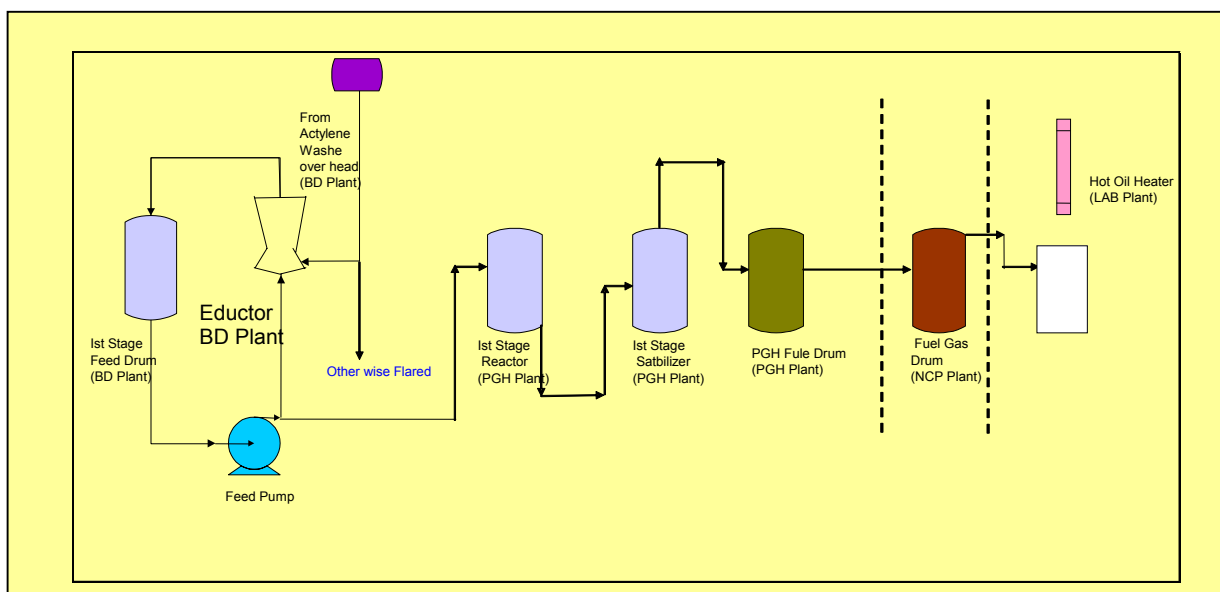 From
Actylene
Washe
over head
(BD Plant)
Hot Oil Heater
(LAB Plant)
Eductor
BD Plant
Ist Stage
Feed Drum
(BD Plant)
Other wise Flared
Ist Stage
Reactor
(PGH Plant)
Ist Stage
Satbilizer
(PGH Plant)
PGH Fule Drum
(PGH Plant)
Fuel Gas
Drum
(NCP Plant)
Feed Pump